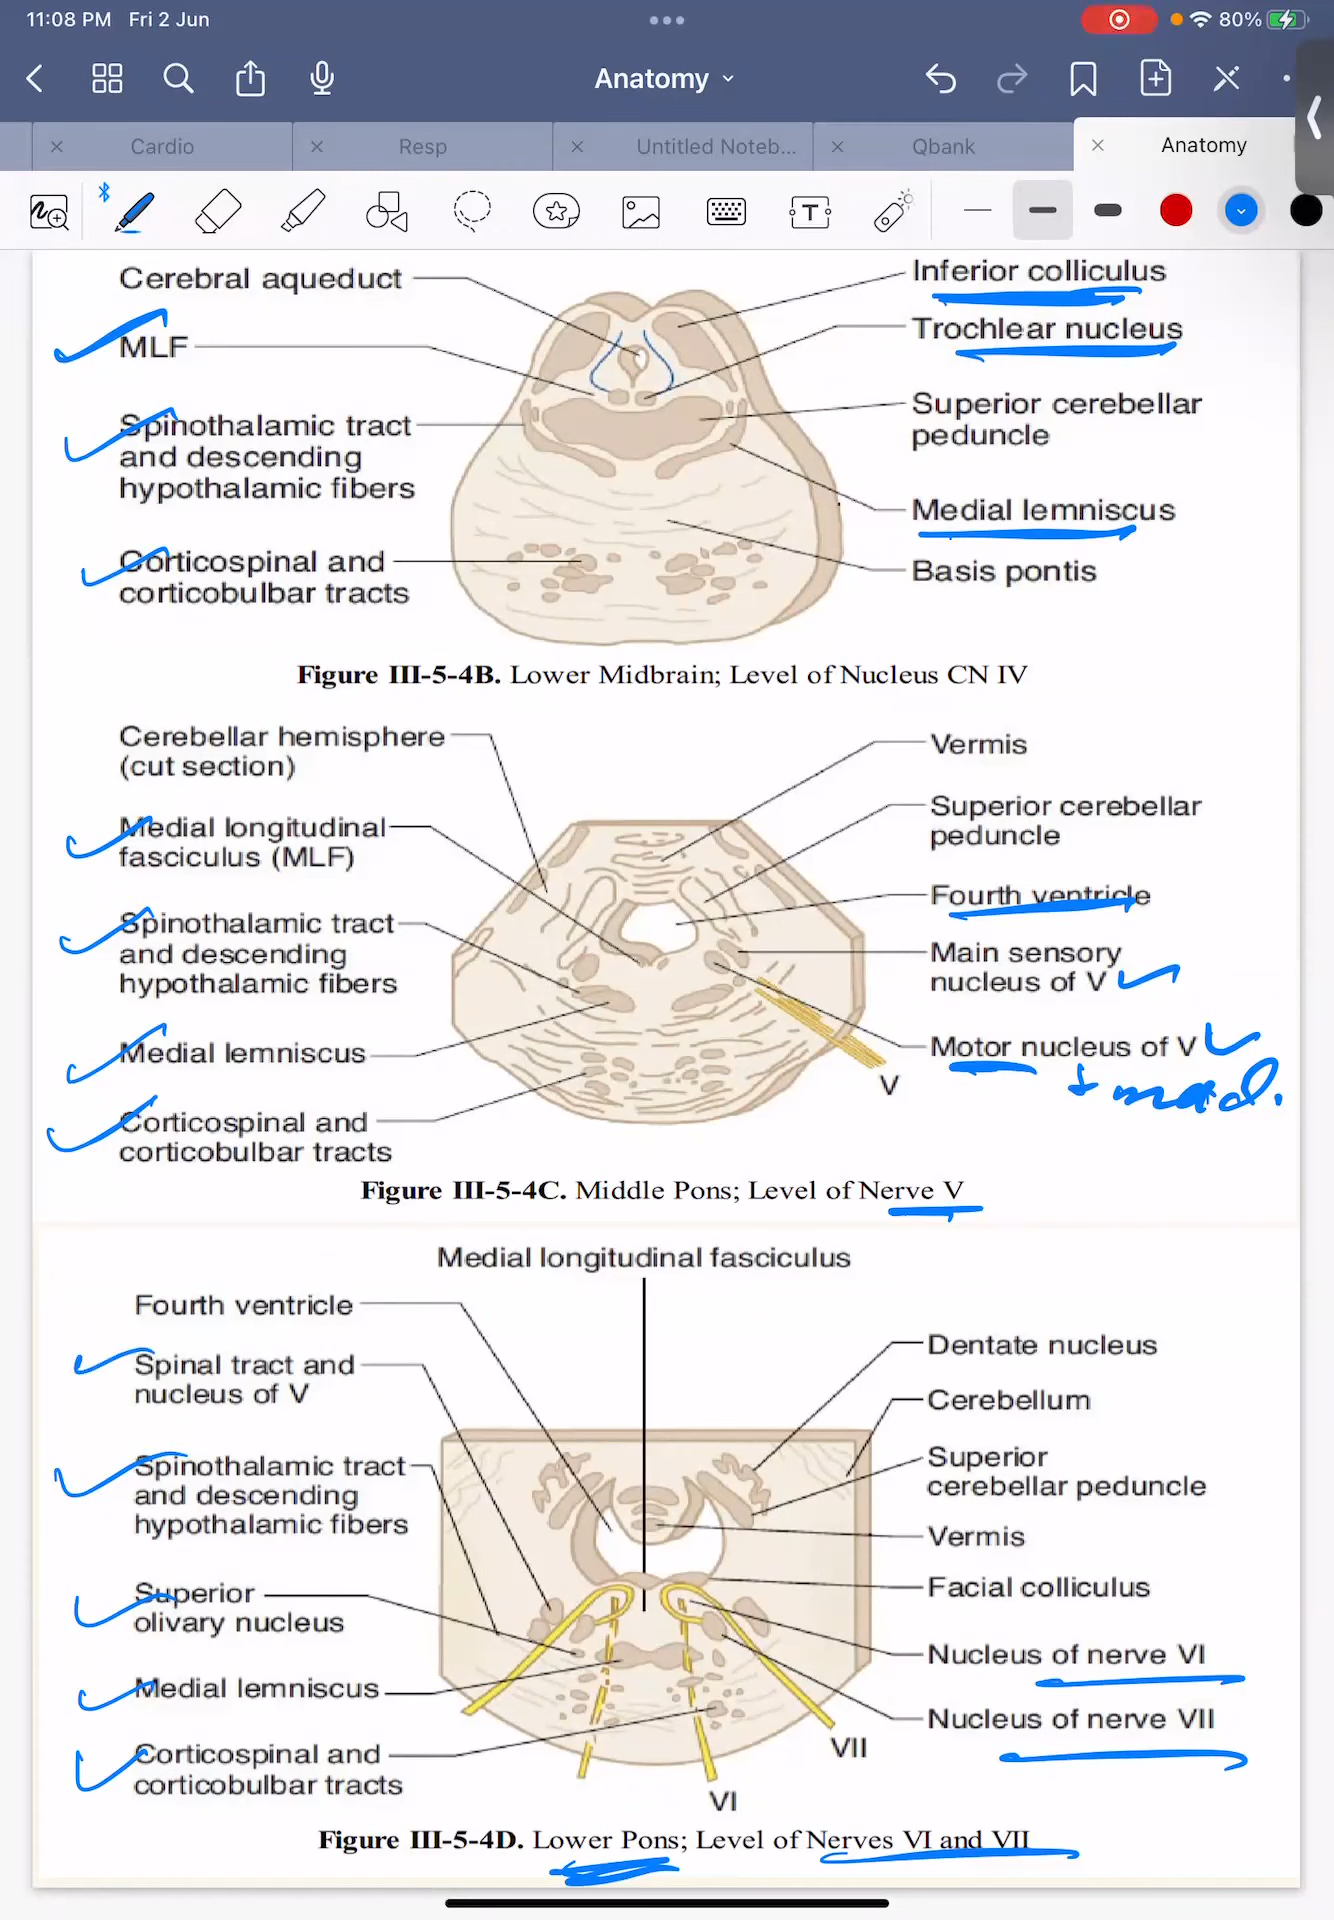 11:08 PM Fri 2 Jun
80%
Anatomy
Cardio
Resp
Untitled Noteb...
Qbank
Anatomy
T
Cerebral aqueduct
MLF
Spinothalamic tract
and descending
hypothalamic fibers
Corticospinal and
corticobulbar tracts
Inferior colliculus
Trochlear nucleus
Superior cerebellar
peduncle
Medial lemniscus
Basis pontis
Figure III-5-4B. Lower Midbrain; Level of Nucleus CN IV
Cerebellar hemisphere
(cut section)
Medial longitudinal
fasciculus (MLF)
Spinothalamic tract
and descending
hypothalamic fibers
Medial lemniscus
Corticospinal and
corticobulbar tracts
Vermis
Superior cerebellar
peduncle
Fourth ventricle
Main sensory
nucleus of V
Motor nucleus of V
V
Figure III-5-4C. Middle Pons; Level of Nerve V
Medial longitudinal fasciculus
Fourth ventricle
Spinal tract and
nucleus of V
Spinothalamic tract
and descending
hypothalamic fibers
Superior
olivary nucleus
Medial lemniscus
Corticospinal and
corticobulbar tracts
Dentate nucleus
Cerebellum
Superior
cerebellar peduncle
Vermis
Facial colliculus
Nucleus of nerve VI
Nucleus of nerve VII
VII
VI
Figure III-5-4D. Lower Pons; Level of Nerves VI and VII